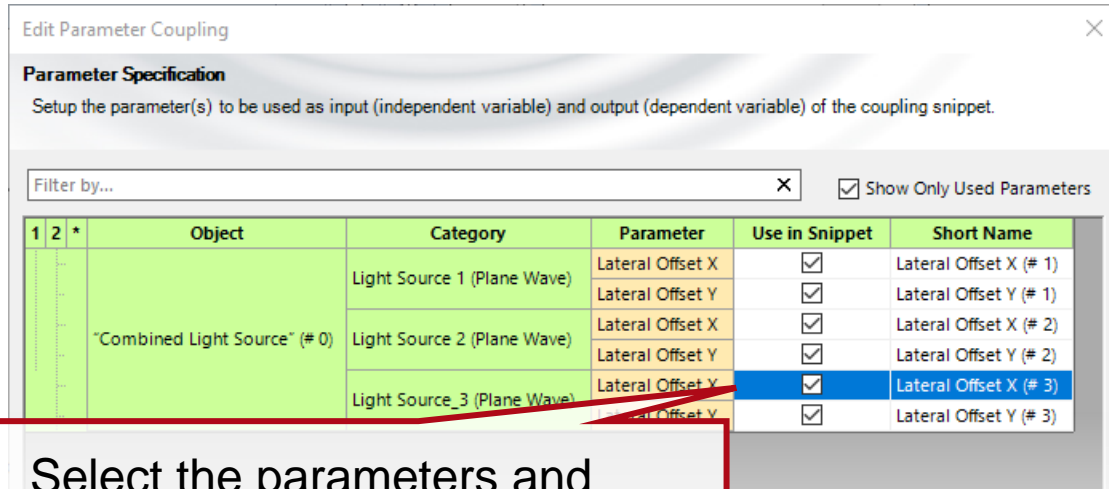 Edit Parameter Coupling
Parameter Specification
Setup the parameter(s) to be used as input (independent variable) and output (dependent variable) of the coupling snippet.
Filter by... Show Only Used Parameters
1 2 * Object Category Parameter Use in Snippet Short Name
"Combined Light Source" (# 0) Light Source 1 (Plane Wave) Lateral Offset X Lateral Offset X (# 1)
Lateral Offset Y Lateral Offset Y (# 1)
Light Source 2 (Plane Wave) Lateral Offset X Lateral Offset X (# 2)
Lateral Offset Y Lateral Offset Y (# 2)
Light Source_3 (Plane Wave) Lateral Offset X Lateral Offset X (# 3)
Lateral Offset Y Lateral Offset Y (# 3)
Select the parameters and